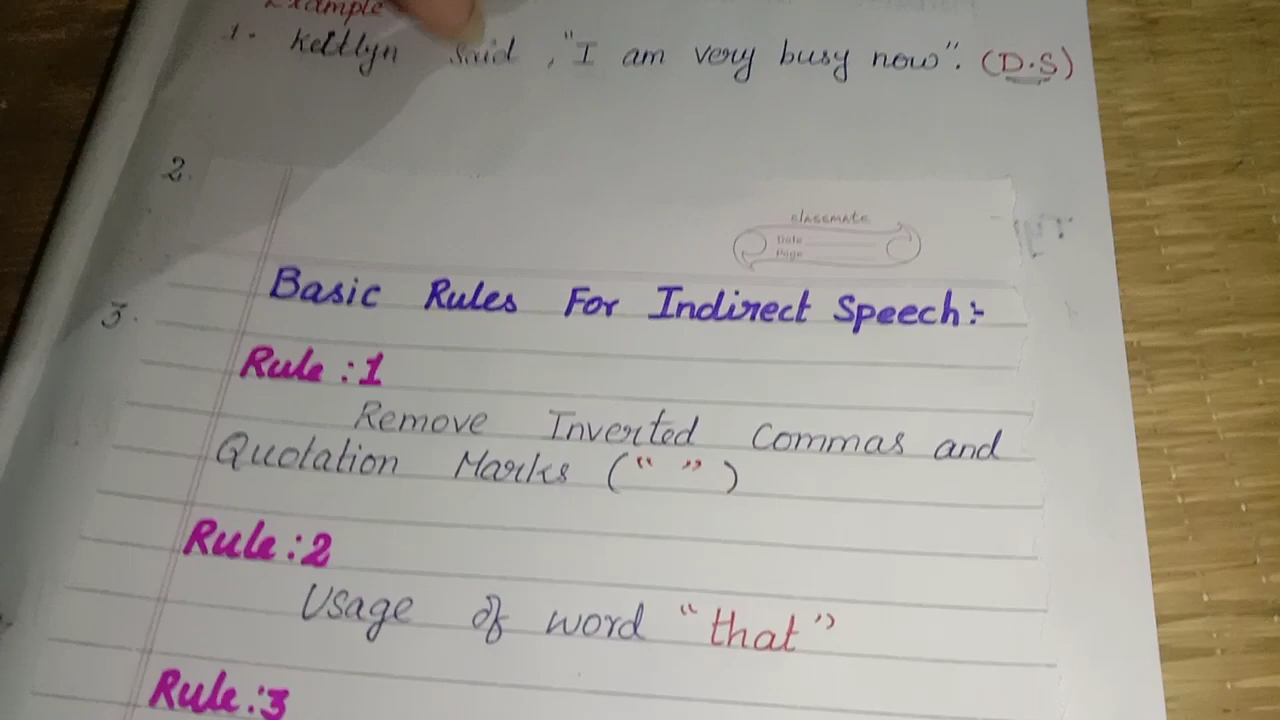 Example
1. Keltlyn said, "I am very busy now". (D.S)
2.
classmate
Date
Page
Basic Rules For Indirect Speech:-
3.
Rule:1
Remove Inverted Commas and
Quotation Marks (" ")
Rule:2
Usage of word "that"
Rule:3